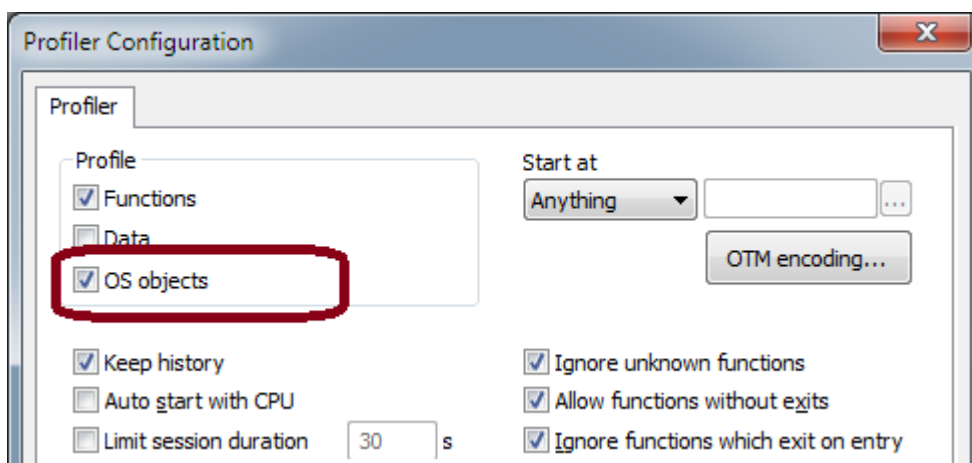 Profiler Configuration
Profiler
Profile
Functions
Data
OS objects
Start at
Anything
...
OTM encoding...
Keep history
Auto start with CPU
Limit session duration 30 s
Ignore unknown functions
Allow functions without exits
Ignore functions which exit on entry